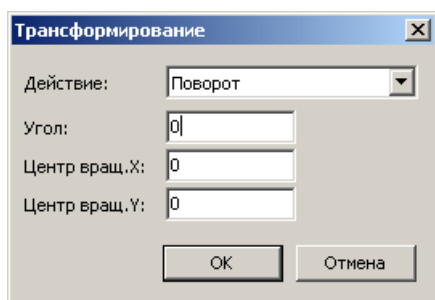 Трансформирование
Действие: Поворот
Угол: 0
Центр вращ.X: 0
Центр вращ.Y: 0
OK Отмена